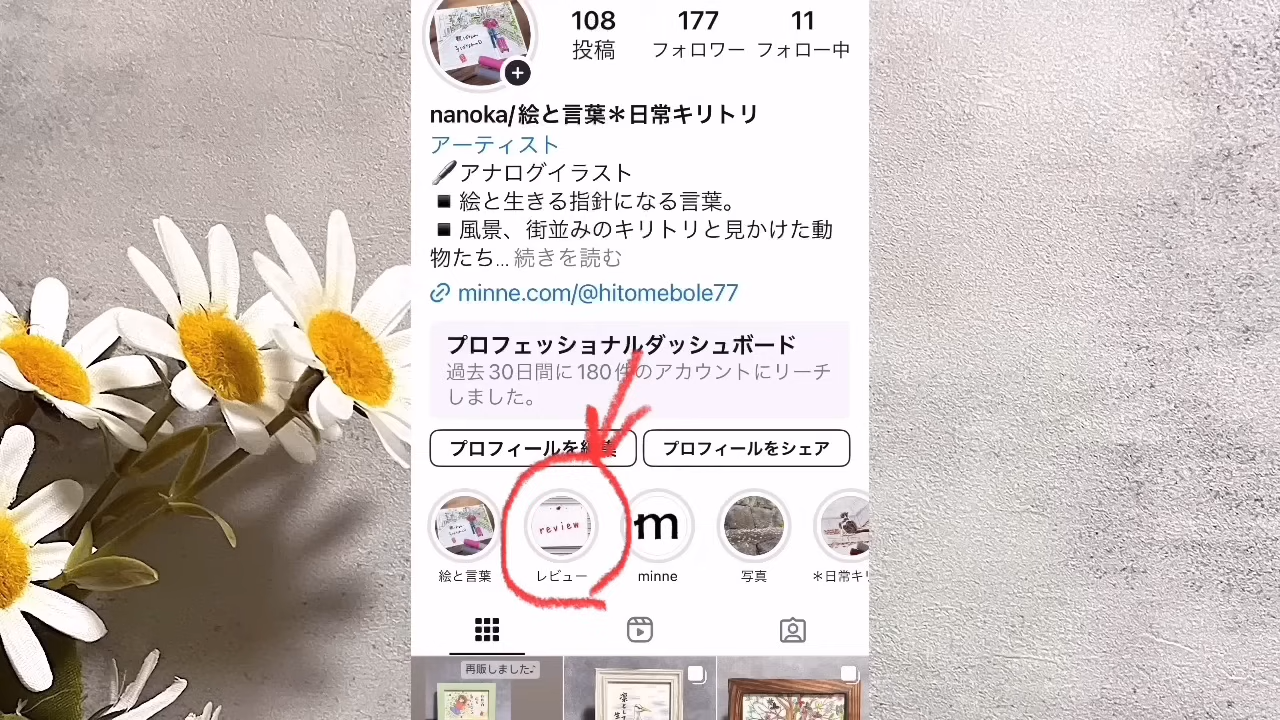 108 177 11
投稿 フォロワー フォロー中
nanoka/絵と言葉＊日常キリトリ
アーティスト
🖋️アナログイラスト
◾️絵と生きる指針になる言葉。
◾️風景、街並みのキリトリと見かけた動
物たち... 続きを読む
minne.com/@hitomebole77
プロフェッショナルダッシュボード
過去30日間に180件のアカウントにリーチ
しました。
プロフィールを編集 プロフィールをシェア
review m
絵と言葉 レビュー minne 写真 ＊日常キリ
再販しました♪